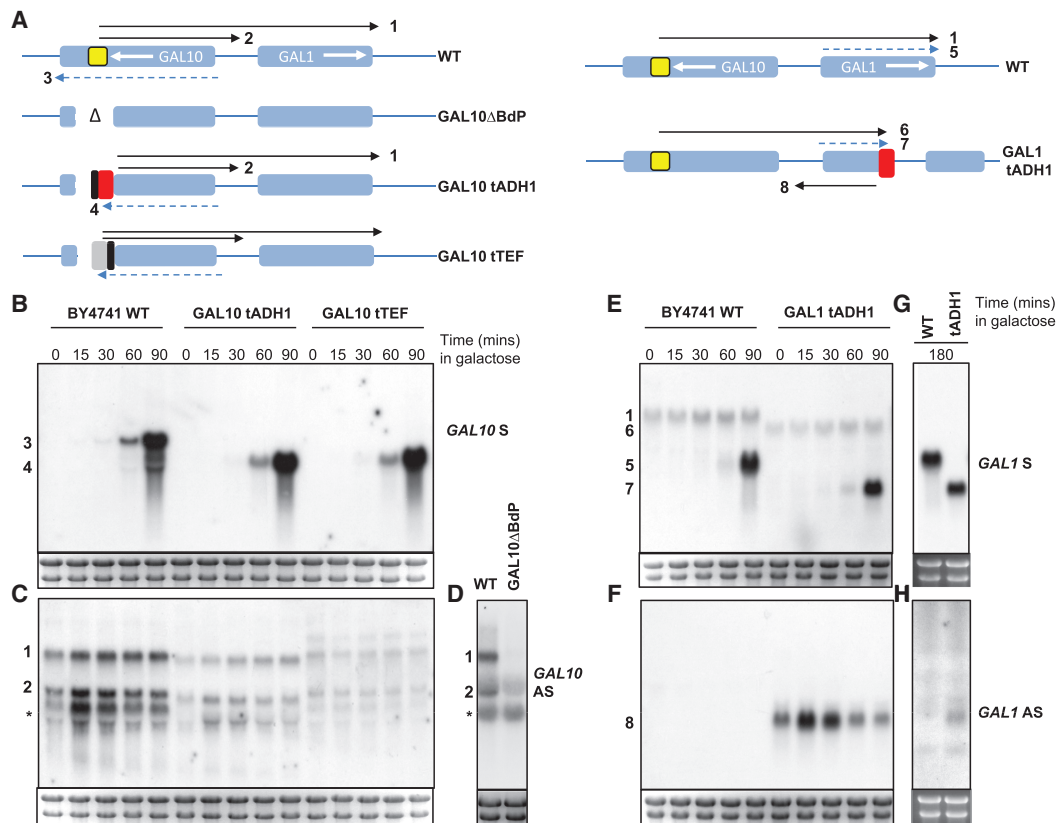 A
1
2
GAL10
GAL1
WT
3
Δ
GAL10ΔBdP
1
2
GAL10 tADH1
4
GAL10 tTEF
1
5
GAL10
GAL1
WT
6
7
GAL1
tADH1
8
B
BY4741 WT GAL10 tADH1 GAL10 tTEF
Time (mins)
in galactose
0 15 30 60 90 0 15 30 60 90 0 15 30 60 90
3
4
GAL10 S
C
1
2
*
D
WT GAL10ΔBdP
1
2
*
GAL10
AS
E
BY4741 WT GAL1 tADH1
0 15 30 60 90 0 15 30 60 90
1
6
5
7
G
WT tADH1
Time (mins)
in galactose
180
GAL1 S
F
8
H
GAL1 AS